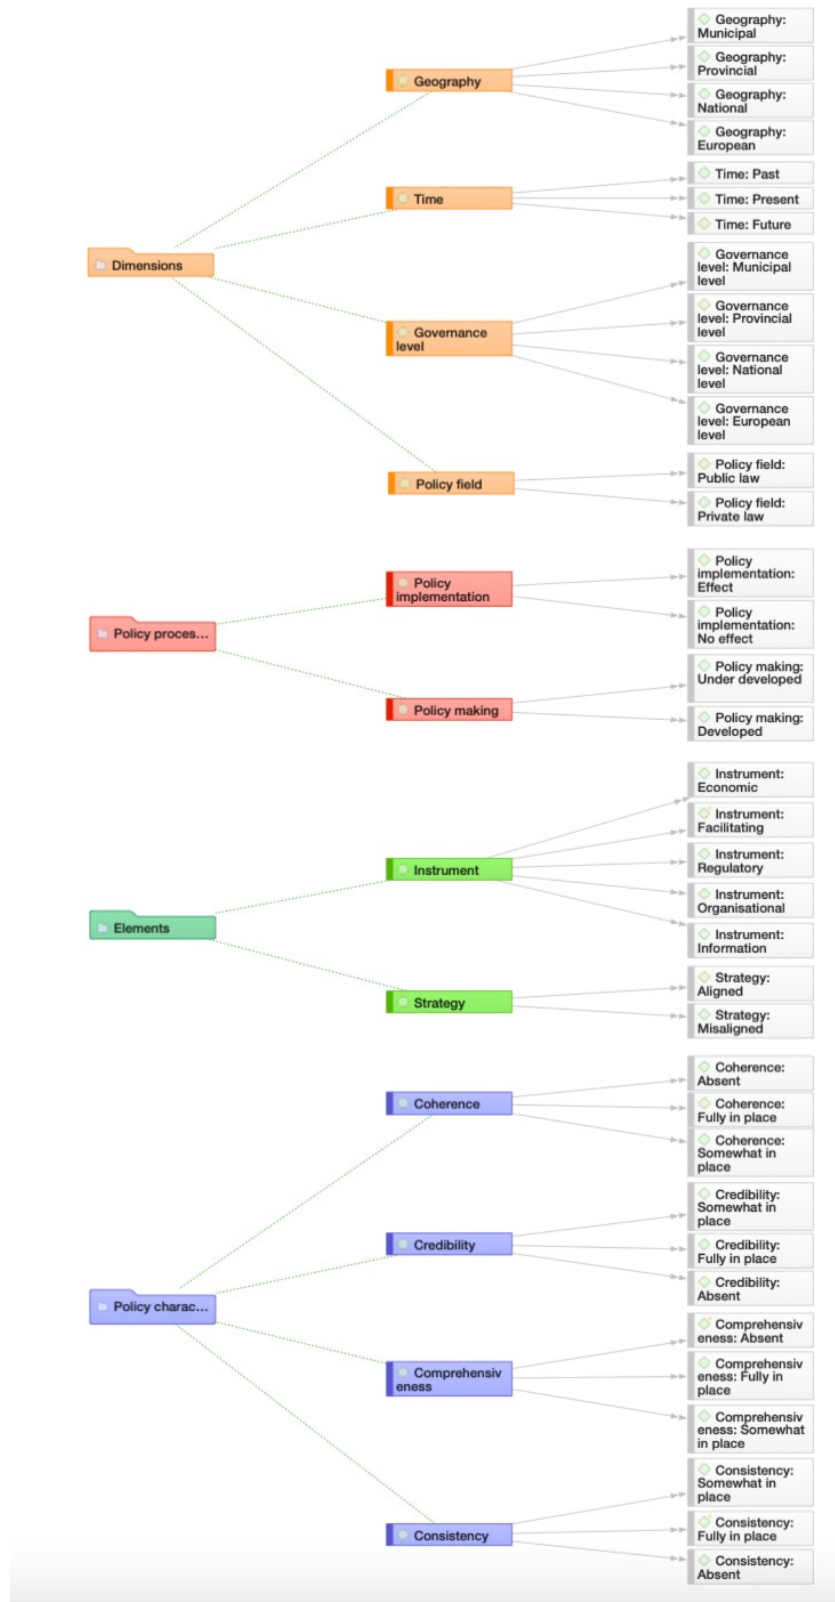 Geography:
Municipal
Geography:
Provincial
Geography
Geography:
National
Geography:
European
Time: Past
Time
Time: Present
Time: Future
Dimensions
Governance
level: Municipal
level
Governance
level: Provincial
level
Governance
level
Governance
level: National
level
Governance
level: European
level
Policy field:
Public law
Policy field
Policy field:
Private law
Policy
implementation:
Effect
Policy
implementation
Policy
implementation:
No effect
Policy proces...
Policy making:
Under developed
Policy making
Policy making:
Developed
Instrument:
Economic
Instrument:
Facilitating
Instrument:
Regulatory
Instrument
Instrument:
Organisational
Instrument:
Information
Elements
Strategy:
Aligned
Strategy
Strategy:
Misaligned
Coherence:
Absent
Coherence
Coherence:
Fully in place
Coherence:
Somewhat in
place
Credibility:
Somewhat in
place
Credibility
Credibility:
Fully in place
Credibility:
Absent
Policy charac...
Comprehensiv
eness: Absent
Comprehensiv
eness
Comprehensiv
eness: Fully in
place
Comprehensiv
eness: Somewhat
in place
Consistency:
Somewhat in
place
Consistency
Consistency:
Fully in place
Consistency:
Absent